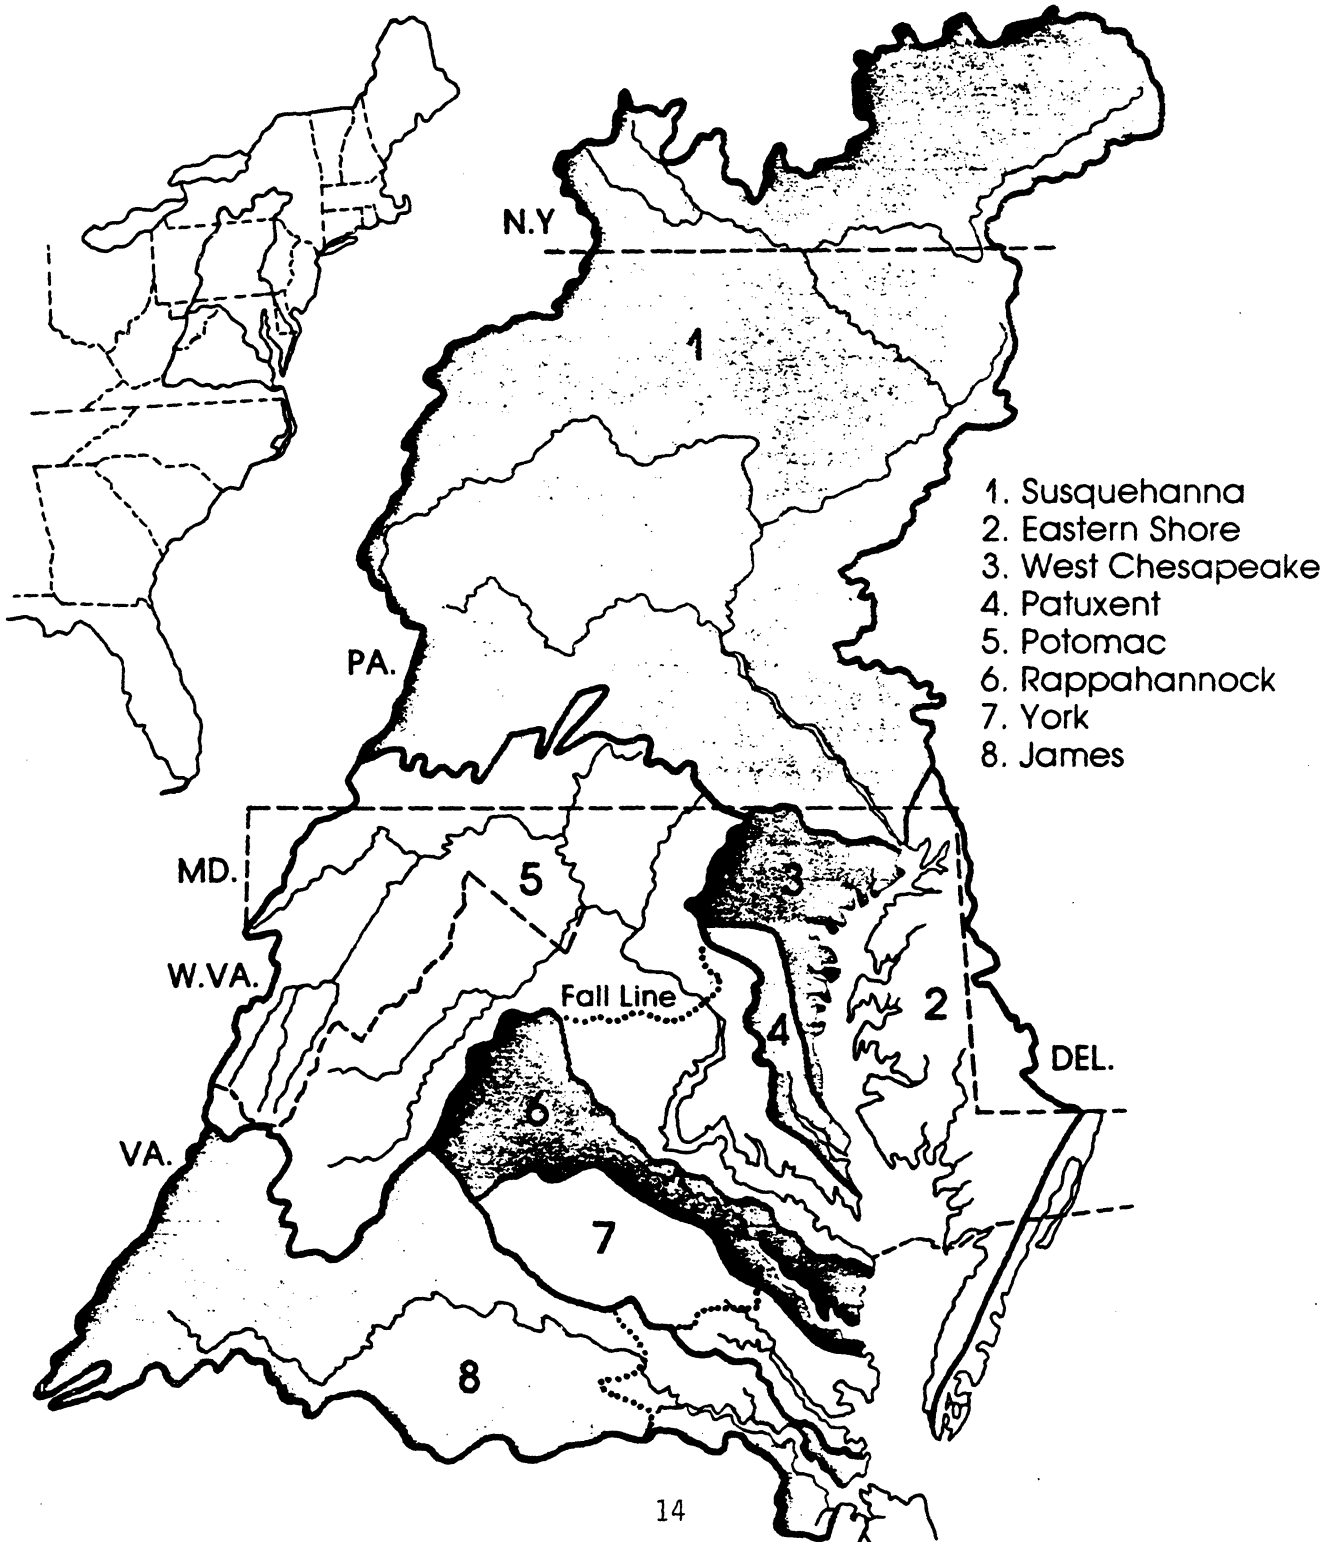 N.Y
1
1. Susquehanna
2. Eastern Shore
3. West Chesapeake
4. Patuxent
5. Potomac
6. Rappahannock
7. York
8. James
PA.
MD.
5
3
W.VA.
Fall Line
2
4
DEL.
6
VA.
7
8
14